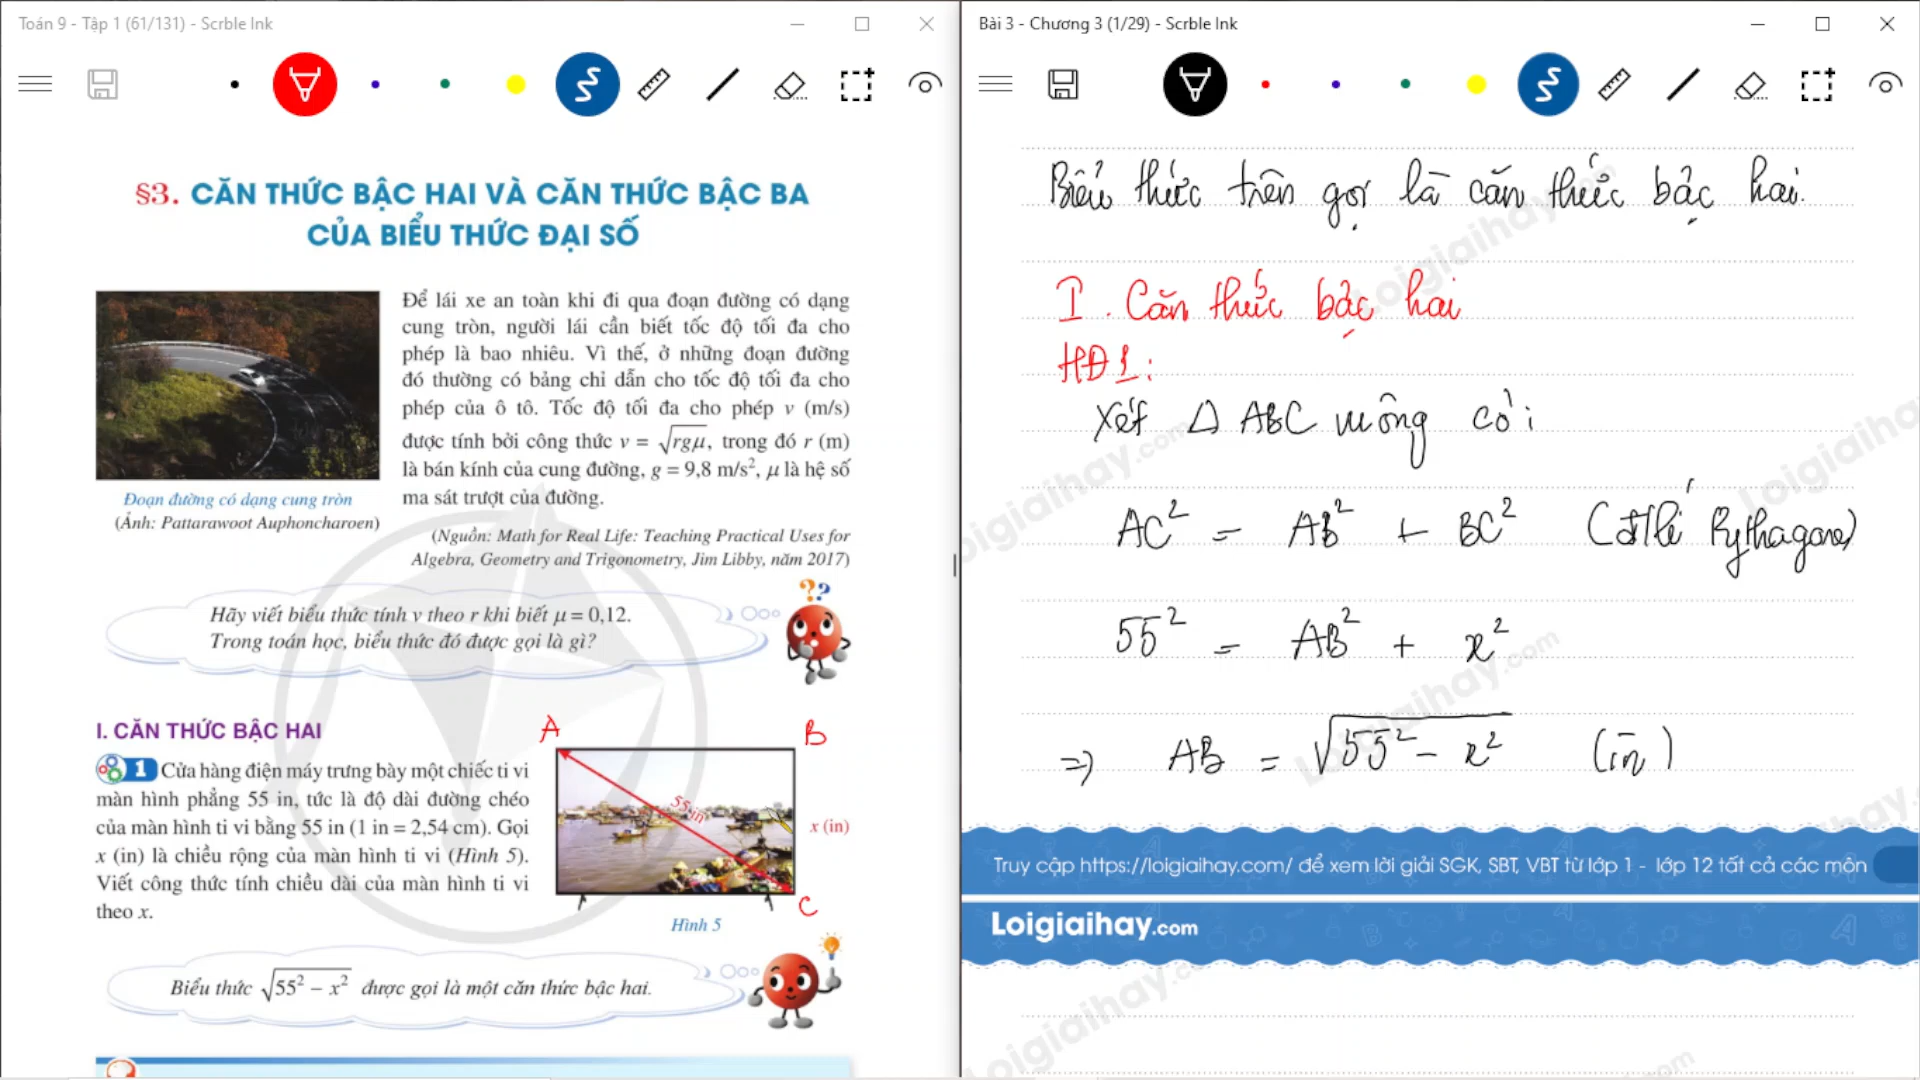 Toán 9 - Tập 1 (61/131) - Scrble Ink
§3. CĂN THỨC BẬC HAI VÀ CĂN THỨC BẬC BA
CỦA BIỂU THỨC ĐẠI SỐ
Để lái xe an toàn khi đi qua đoạn đường có dạng
cung tròn, người lái cần biết tốc độ tối đa cho
phép là bao nhiêu. Vì thế, ở những đoạn đường
đó thường có bảng chỉ dẫn cho tốc độ tối đa cho
phép của ô tô. Tốc độ tối đa cho phép v (m/s)
được tính bởi công thức v = √rgμ, trong đó r (m)
là bán kính của cung đường, g = 9,8 m/s², μ là hệ số
ma sát trượt của đường.
Đoạn đường có dạng cung tròn
(Ảnh: Pattarawoot Auphoncharoen)
(Nguồn: Math for Real Life: Teaching Practical Uses for
Algebra, Geometry and Trigonometry, Jim Libby, năm 2017)
??
Hãy viết biểu thức tính v theo r khi biết μ = 0,12.
Trong toán học, biểu thức đó được gọi là gì?
I. CĂN THỨC BẬC HAI
1 Cửa hàng điện máy trưng bày một chiếc ti vi
màn hình phẳng 55 in, tức là độ dài đường chéo
của màn hình ti vi bằng 55 in (1 in = 2,54 cm). Gọi
x (in) là chiều rộng của màn hình ti vi (Hình 5).
Viết công thức tính chiều dài của màn hình ti vi
theo x.
A
B
55 in
x (in)
C
Hình 5
Biểu thức √55² – x² được gọi là một căn thức bậc hai.
Bài 3 - Chương 3 (1/29) - Scrble Ink
Biểu thức trên gọi là căn thức bậc hai.
I. Căn thức bậc hai
HĐ1:
Xét Δ ABC vuông có:
AC² = AB² + BC² (đ/lí Pythagore)
55² = AB² + x²
⇒ AB = √55² – x² (in)
Truy cập https://loigiaihay.com/ để xem lời giải SGK, SBT, VBT từ lớp 1 - lớp 12 tất cả các môn
Loigiaihay.com
Loigiaihay.com
Loigiaihay.com
Loigiaihay.com